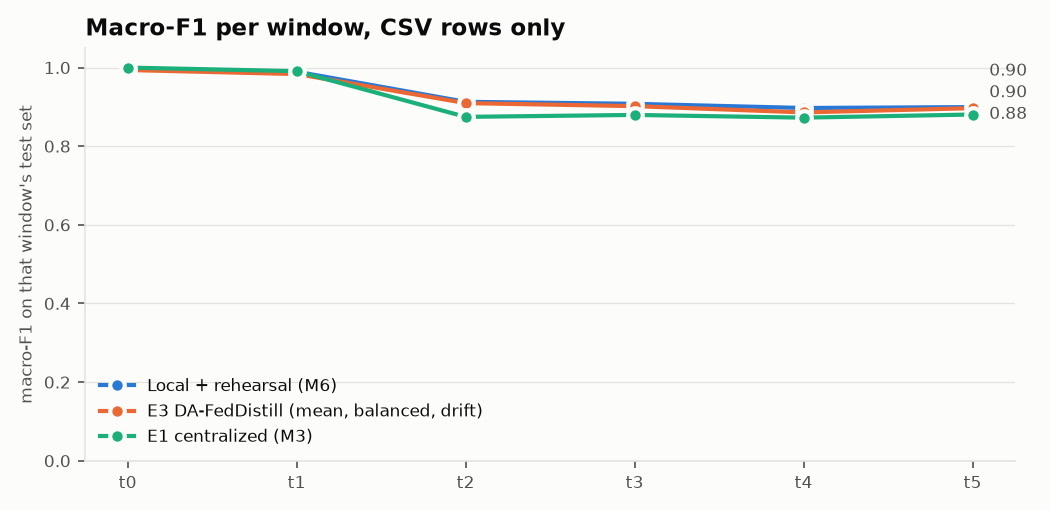 Macro-F1 per window, CSV rows only
macro-F1 on that window's test set
1.0
0.8
0.6
0.4
0.2
0.0
0.90
0.90
0.88
Local + rehearsal (M6)
E3 DA-FedDistill (mean, balanced, drift)
E1 centralized (M3)
t0 t1 t2 t3 t4 t5